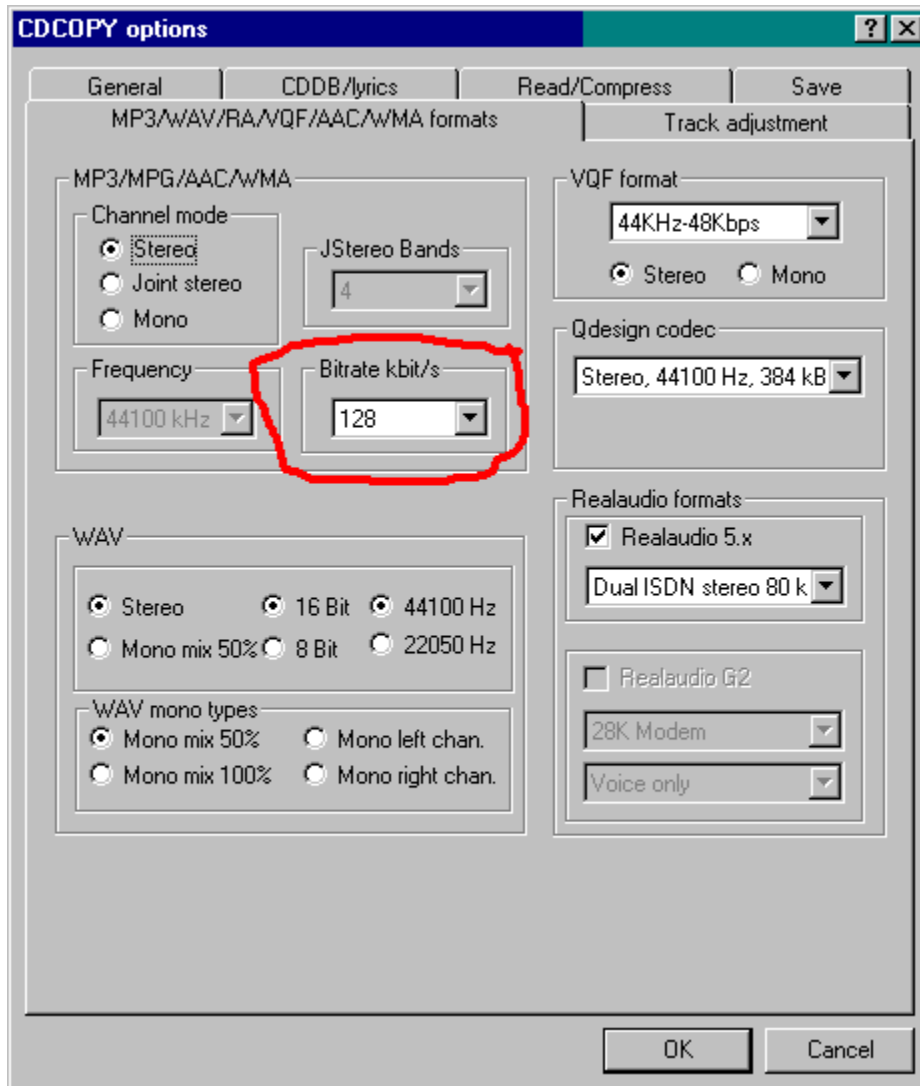 CDCOPY options
General CDDB/lyrics Read/Compress Save
MP3/WAV/RA/VQF/AAC/WMA formats Track adjustment
MP3/MPG/AAC/WMA
Channel mode
Stereo
Joint stereo
Mono
JStereo Bands
4
Frequency
44100 kHz
Bitrate kbit/s
128
VQF format
44KHz-48Kbps
Stereo Mono
Qdesign codec
Stereo, 44100 Hz, 384 kB
WAV
Stereo 16 Bit 44100 Hz
Mono mix 50% 8 Bit 22050 Hz
WAV mono types
Mono mix 50% Mono left chan.
Mono mix 100% Mono right chan.
Realaudio formats
Realaudio 5.x
Dual ISDN stereo 80 k
Realaudio G2
28K Modem
Voice only
OK Cancel